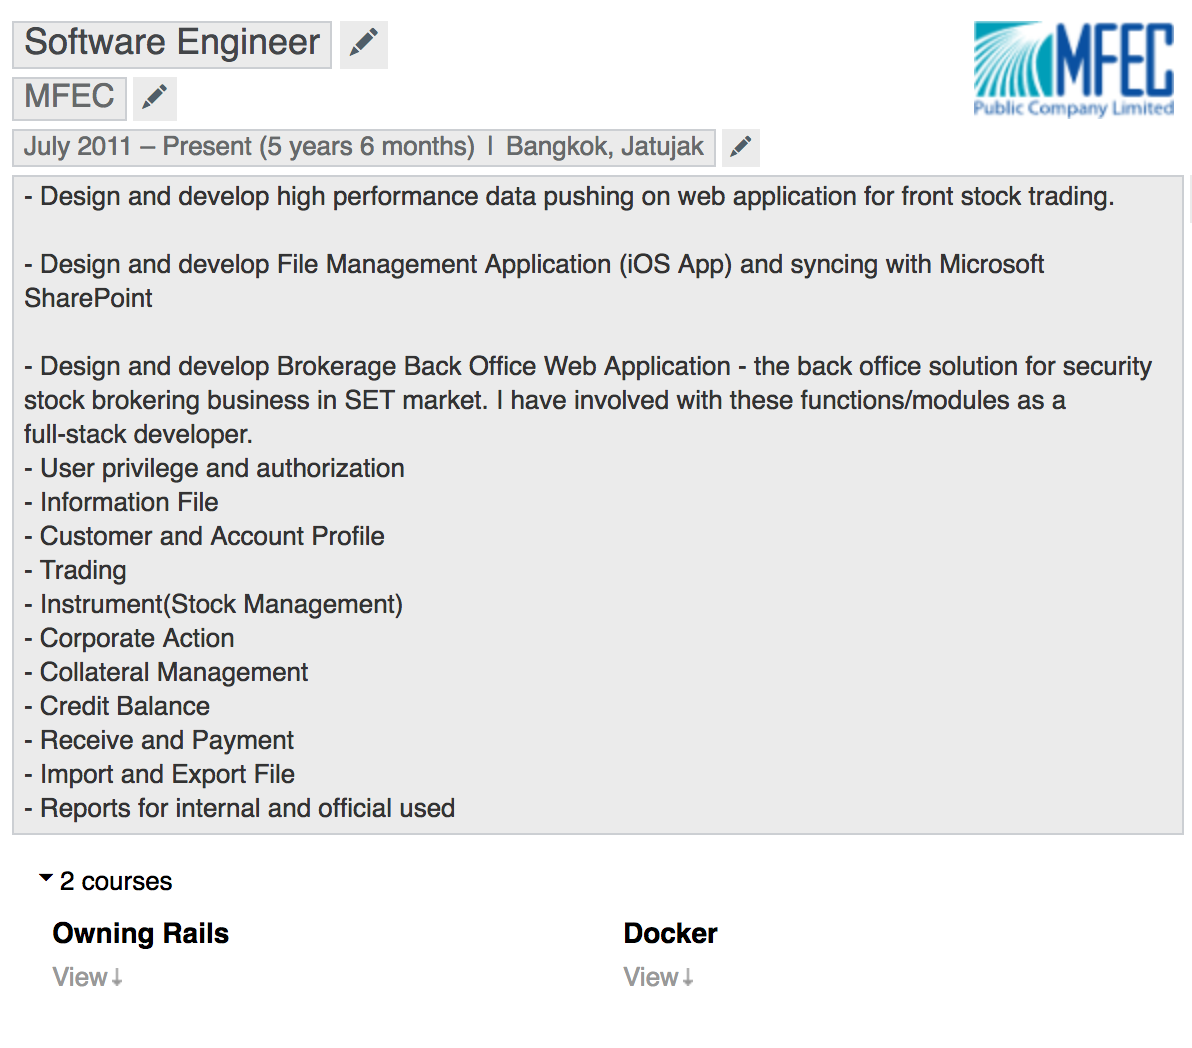 Software Engineer
MFEC
MFEC
Public Company Limited
July 2011 – Present (5 years 6 months) | Bangkok, Jatujak
- Design and develop high performance data pushing on web application for front stock trading.
- Design and develop File Management Application (iOS App) and syncing with Microsoft
SharePoint
- Design and develop Brokerage Back Office Web Application - the back office solution for security
stock brokering business in SET market. I have involved with these functions/modules as a
full-stack developer.
- User privilege and authorization
- Information File
- Customer and Account Profile
- Trading
- Instrument(Stock Management)
- Corporate Action
- Collateral Management
- Credit Balance
- Receive and Payment
- Import and Export File
- Reports for internal and official used
2 courses
Owning Rails
Docker
View↓
View↓